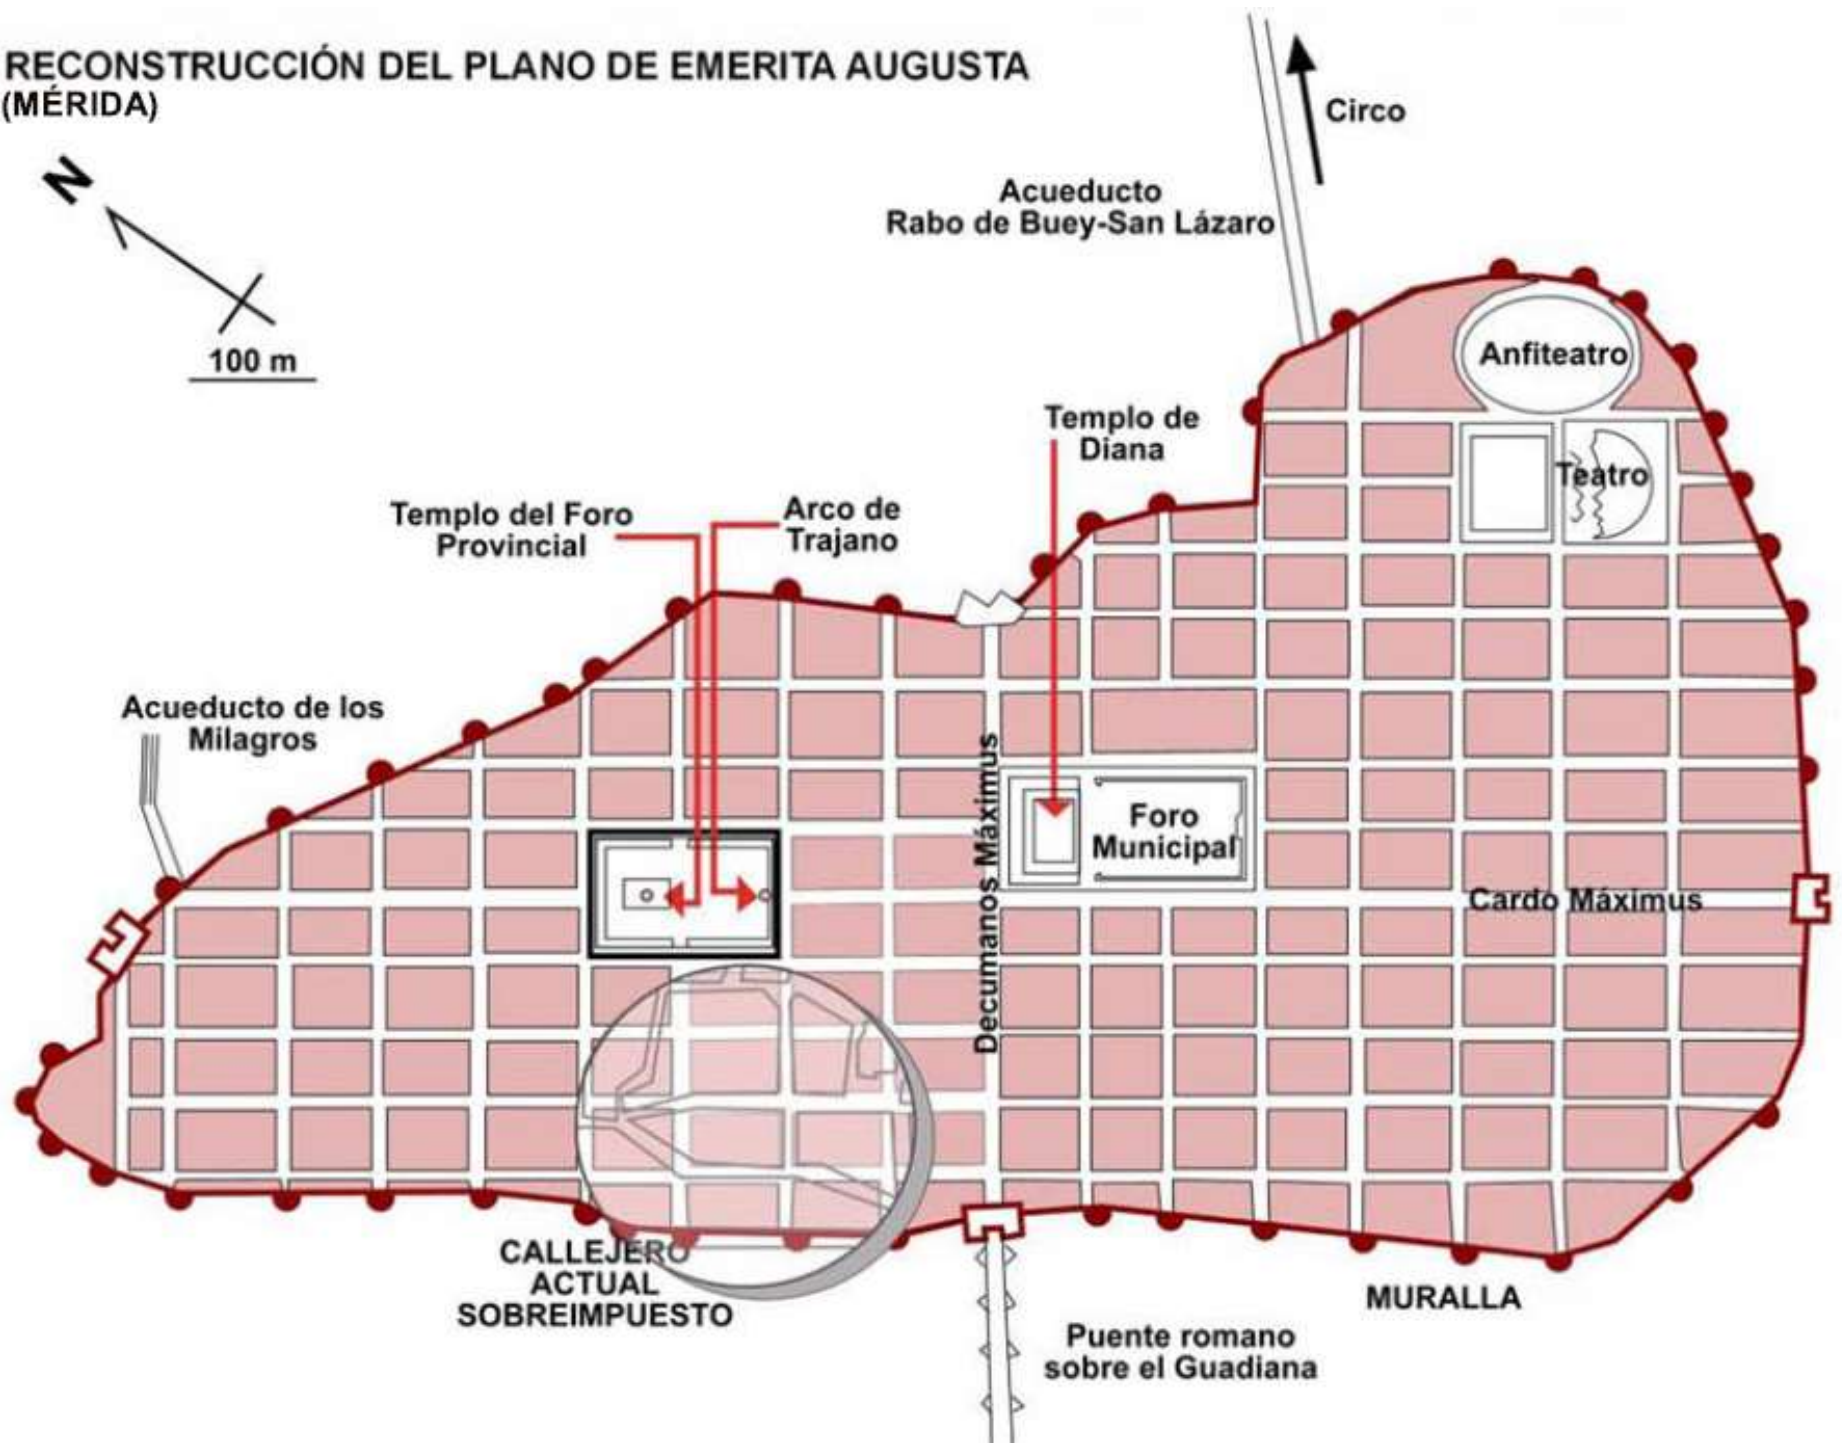 RECONSTRUCCIÓN DEL PLANO DE EMERITA AUGUSTA
(MÉRIDA)
N
100 m
Circo
Acueducto
Rabo de Buey-San Lázaro
Anfiteatro
Templo de
Diana
Teatro
Templo del Foro
Provincial
Arco de
Trajano
Acueducto de los
Milagros
Decumanos Máximus
Foro
Municipal
Cardo Máximus
CALLEJERO
ACTUAL
SOBREIMPUESTO
MURALLA
Puente romano
sobre el Guadiana